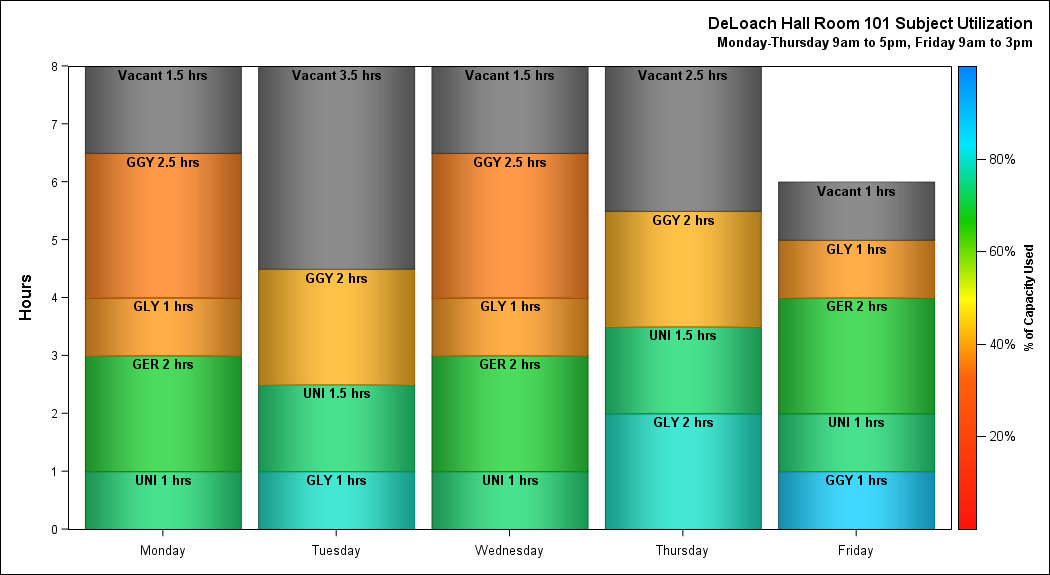 DeLoach Hall Room 101 Subject Utilization
Monday-Thursday 9am to 5pm, Friday 9am to 3pm
Hours
8
7
6
5
4
3
2
1
0
Vacant 1.5 hrs
GGY 2.5 hrs
GLY 1 hrs
GER 2 hrs
UNI 1 hrs
Vacant 3.5 hrs
GGY 2 hrs
UNI 1.5 hrs
GLY 1 hrs
Vacant 1.5 hrs
GGY 2.5 hrs
GLY 1 hrs
GER 2 hrs
UNI 1 hrs
Vacant 2.5 hrs
GGY 2 hrs
UNI 1.5 hrs
GLY 2 hrs
Vacant 1 hrs
GLY 1 hrs
GER 2 hrs
UNI 1 hrs
GGY 1 hrs
Monday
Tuesday
Wednesday
Thursday
Friday
80%
60%
40%
20%
% of Capacity Used